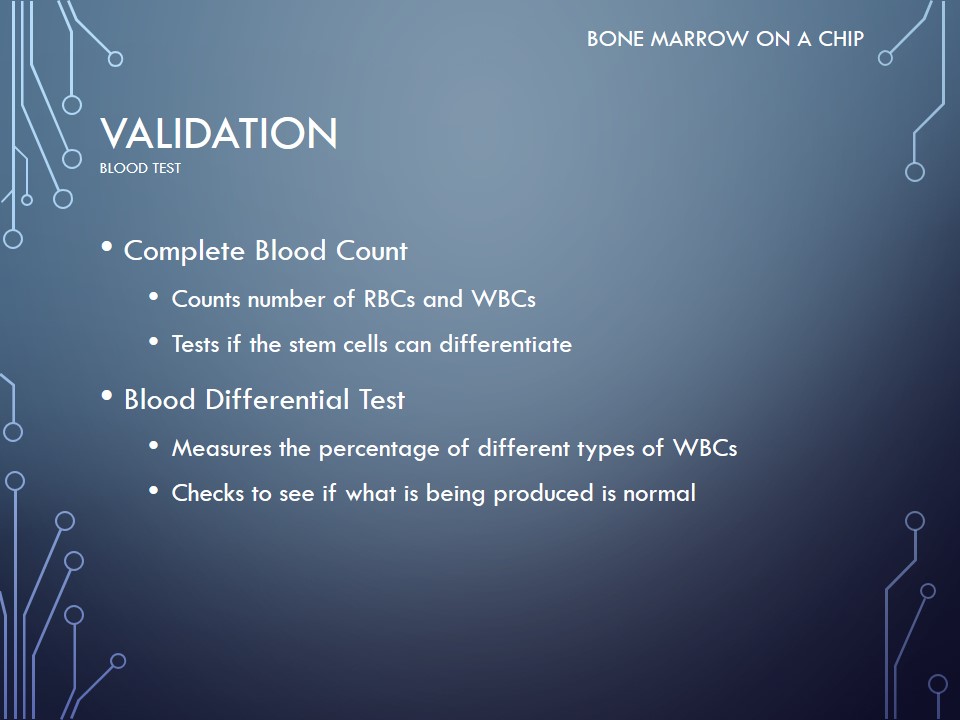 BONE MARROW ON A CHIP
VALIDATION
BLOOD TEST
• Complete Blood Count
• Counts number of RBCs and WBCs
• Tests if the stem cells can differentiate
• Blood Differential Test
• Measures the percentage of different types of WBCs
• Checks to see if what is being produced is normal